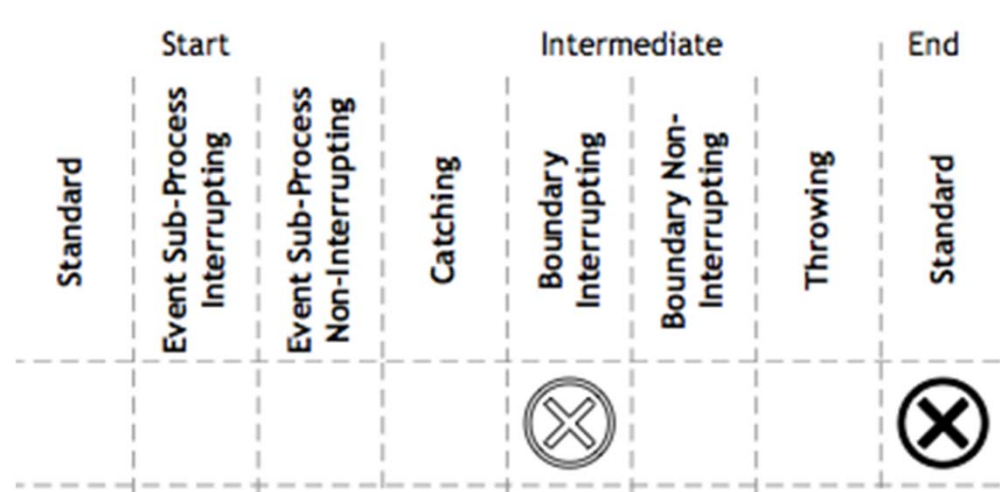 Start
Intermediate
End
Standard
Event Sub-Process
Interrupting
Event Sub-Process
Non-Interrupting
Catching
Boundary
Interrupting
Boundary Non-
Interrupting
Throwing
Standard